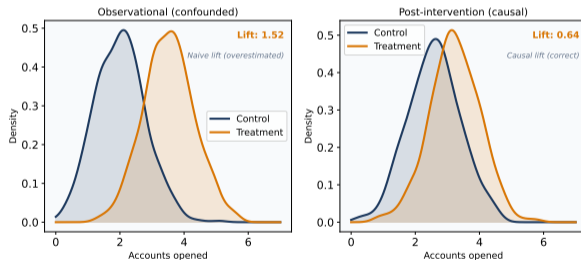 Observational (confounded)
Lift: 1.52
Naive lift (overestimated)
Control
Treatment
Density
0.5
0.4
0.3
0.2
0.1
0.0
0
2
4
6
Accounts opened
Post-intervention (causal)
Lift: 0.64
Causal lift (correct)
Control
Treatment
Density
0.5
0.4
0.3
0.2
0.1
0.0
0
2
4
6
Accounts opened